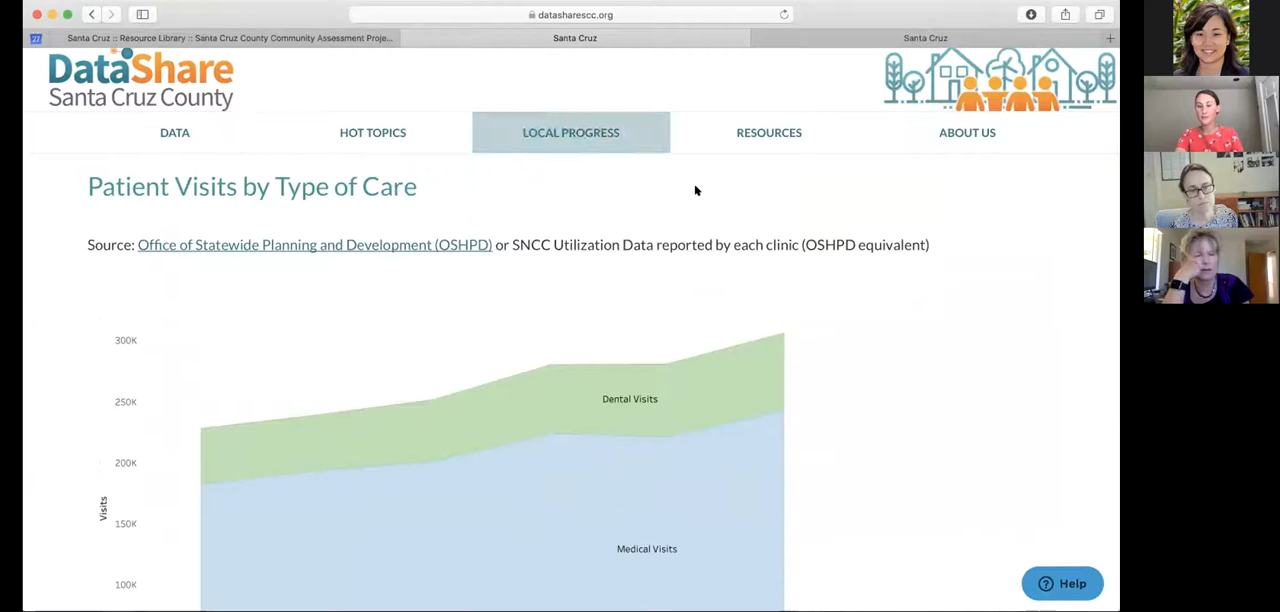 datasharescc.org
Santa Cruz :: Resource Library :: Santa Cruz County Community Assessment Proje...
Santa Cruz
Santa Cruz
DataShare
Santa Cruz County
DATA
HOT TOPICS
LOCAL PROGRESS
RESOURCES
ABOUT US
Patient Visits by Type of Care
Source: Office of Statewide Planning and Development (OSHPD) or SNCC Utilization Data reported by each clinic (OSHPD equivalent)
300K
250K
200K
150K
100K
Visits
Dental Visits
Medical Visits
Help